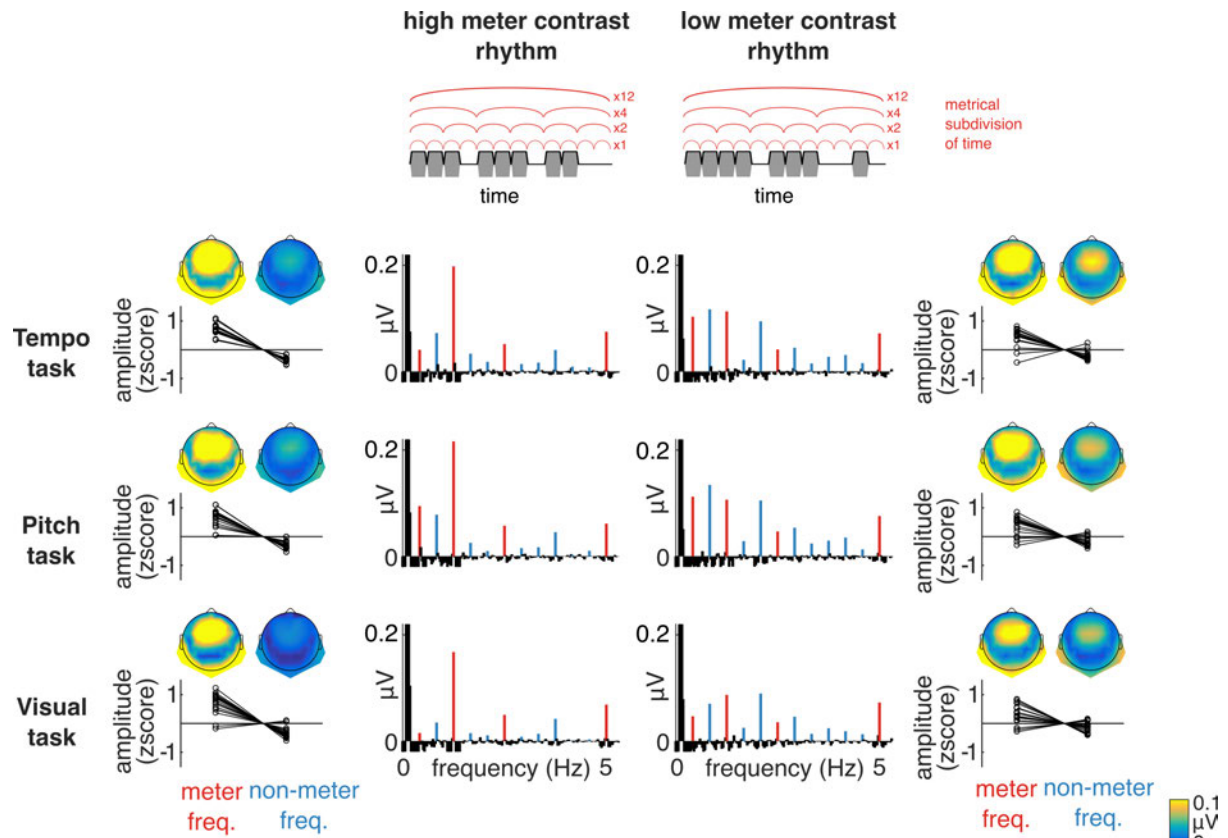 high meter contrast
rhythm
low meter contrast
rhythm
x12
x4
x2
x1
x12
x4
x2
x1
metrical
subdivision
of time
time
time
Tempo
task
amplitude
(zscore)
1
-1
0.2
µV
0
0.2
µV
0
amplitude
(zscore)
1
-1
Pitch
task
amplitude
(zscore)
1
-1
0.2
µV
0
0.2
µV
0
amplitude
(zscore)
1
-1
Visual
task
amplitude
(zscore)
1
-1
0.2
µV
0
0.2
µV
0
amplitude
(zscore)
1
-1
0 frequency (Hz) 5
0 frequency (Hz) 5
meter
freq.
non-meter
freq.
meter
freq.
non-meter
freq.
0.1
µV